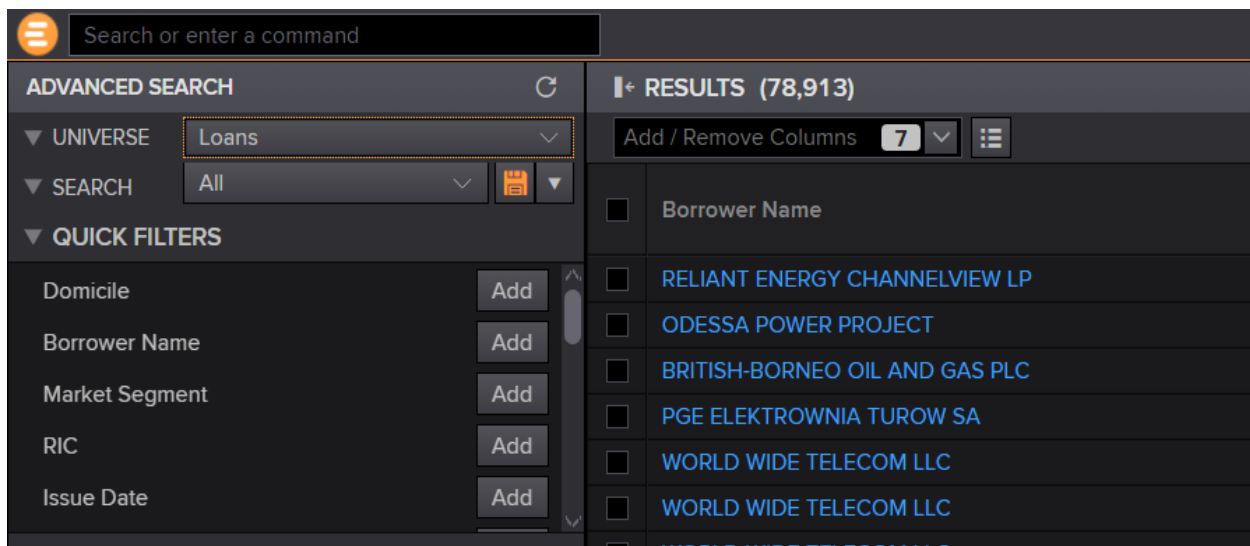 Search or enter a command
ADVANCED SEARCH
UNIVERSE Loans
SEARCH All
QUICK FILTERS
Domicile Add
Borrower Name Add
Market Segment Add
RIC Add
Issue Date Add
RESULTS (78,913)
Add / Remove Columns 7
Borrower Name
RELIANT ENERGY CHANNELVIEW LP
ODESSA POWER PROJECT
BRITISH-BORNEO OIL AND GAS PLC
PGE ELEKTROWNIA TUROW SA
WORLD WIDE TELECOM LLC
WORLD WIDE TELECOM LLC